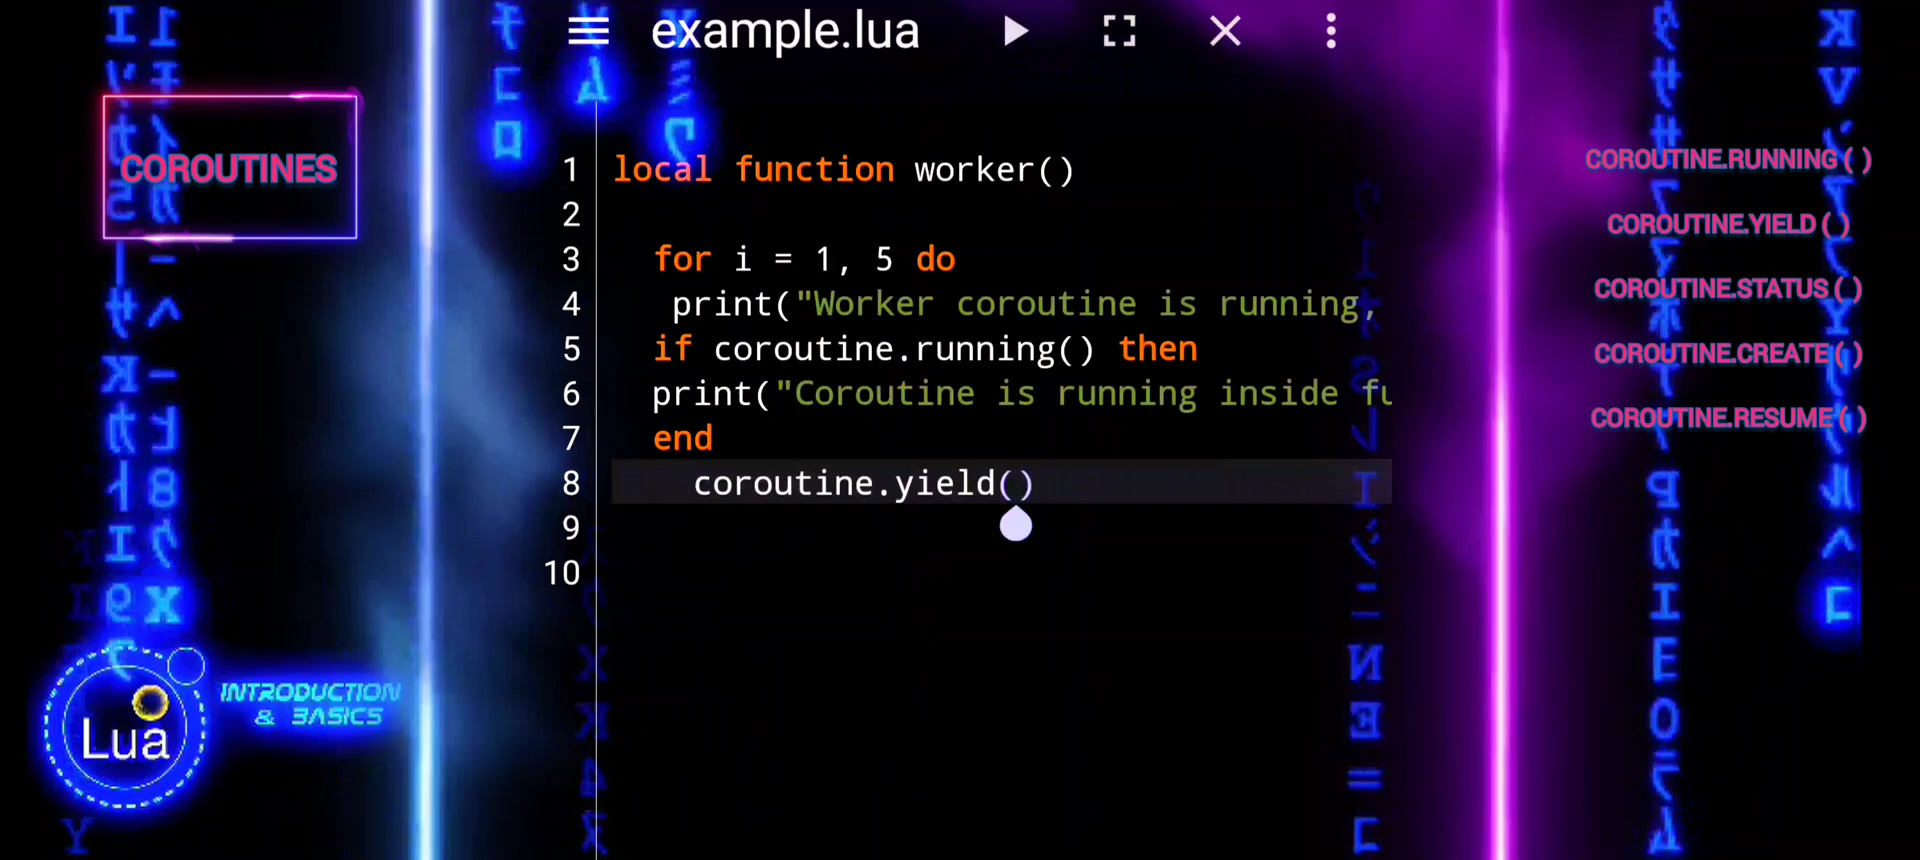 example.lua
COROUTINES
1 local function worker()
2
3 for i = 1, 5 do
4 print("Worker coroutine is running,
5 if coroutine.running() then
6 print("Coroutine is running inside fu
7 end
8 coroutine.yield()
9
10
COROUTINE.RUNNING( )
COROUTINE.YIELD( )
COROUTINE.STATUS( )
COROUTINE.CREATE( )
COROUTINE.RESUME( )
Lua
INTRODUCTION
& BASICS